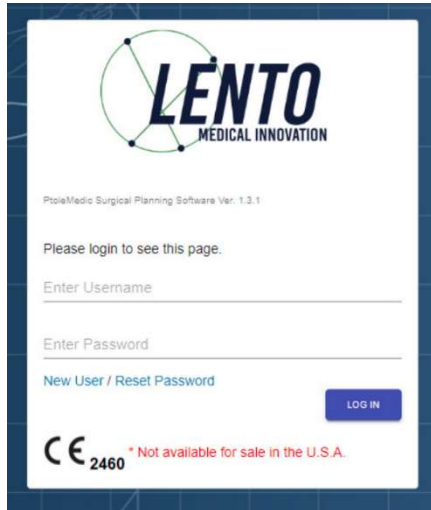 LENTO
MEDICAL INNOVATION
PtoleMedic Surgical Planning Software Ver. 1.3.1
Please login to see this page.
Enter Username
Enter Password
New User / Reset Password
LOG IN
CE 2460 * Not available for sale in the U.S.A.